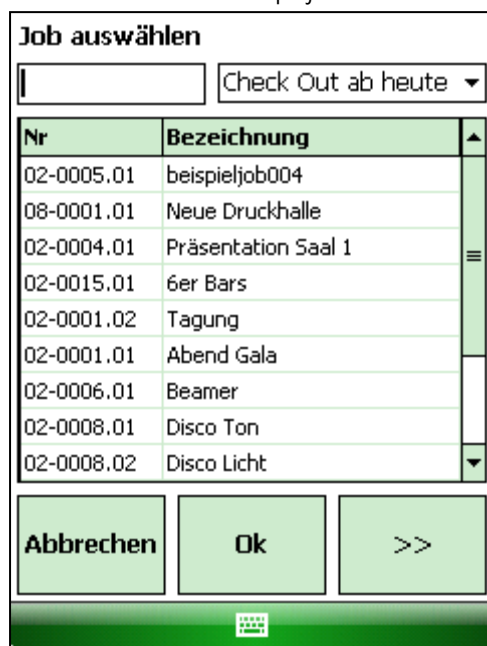 Job auswählen
Check Out ab heute
Nr Bezeichnung
02-0005.01 beispieljob004
08-0001.01 Neue Druckhalle
02-0004.01 Präsentation Saal 1
02-0015.01 6er Bars
02-0001.02 Tagung
02-0001.01 Abend Gala
02-0006.01 Beamer
02-0008.01 Disco Ton
02-0008.02 Disco Licht
Abbrechen Ok >>